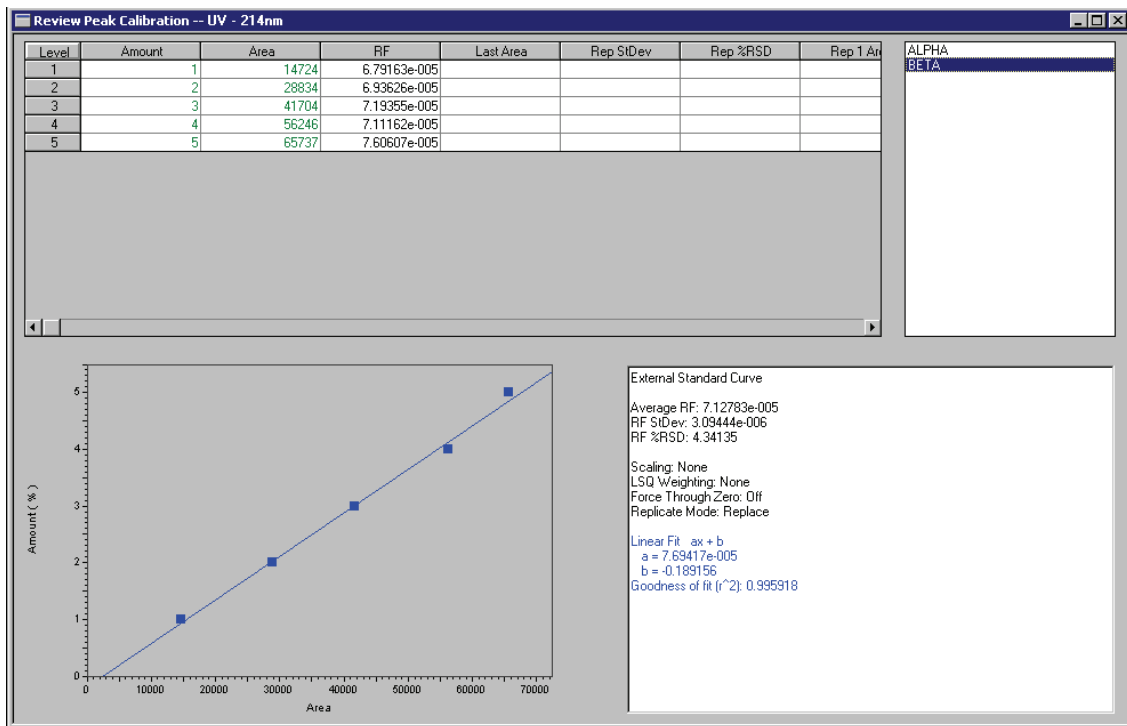 Review Peak Calibration -- UV - 214nm
Level Amount Area RF Last Area Rep StDev Rep %RSD Rep 1 Are
1 1 14724 6.79163e-005
2 2 28834 6.93626e-005
3 3 41704 7.19355e-005
4 4 56246 7.11162e-005
5 5 65737 7.60607e-005
ALPHA
BETA
5
4
3
2
1
0
Amount ( % )
0 10000 20000 30000 40000 50000 60000 70000
Area
External Standard Curve
Average RF: 7.12783e-005
RF StDev: 3.09444e-006
RF %RSD: 4.34135
Scaling: None
LSQ Weighting: None
Force Through Zero: Off
Replicate Mode: Replace
Linear Fit ax + b
a = 7.69417e-005
b = -0.189156
Goodness of fit (r^2): 0.995918